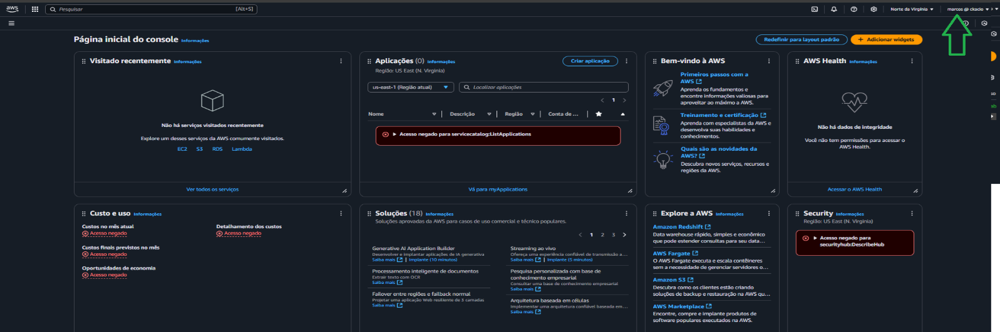 aws
Pesquisar
[Alt+S]
Norte da Virgínia
marcos @ ckacio
Página inicial do console Informações
Redefinir para layout padrão
+ Adicionar widgets
Visitado recentemente Informações
Não há serviços visitados recentemente
Explore um desses serviços da AWS comumente visitados.
EC2 S3 RDS Lambda
Ver todos os serviços
Aplicações (0) Informações
Região: US East (N. Virginia)
Criar aplicação
us-east-1 (Região atual)
Localizar aplicações
1
Nome
Descrição
Região
Conta de ...
Acesso negado para servicecatalog:ListApplications
Vá para myApplications
Bem-vindo à AWS
Primeiros passos com a
AWS
Aprenda os fundamentos e
encontre informações valiosas para
aproveitar ao máximo a AWS.
Treinamento e certificação
Aprenda com especialistas da AWS e
desenvolva suas habilidades e
conhecimentos.
Quais são as novidades da
AWS?
Descubra novos serviços, recursos e
regiões da AWS.
AWS Health Informações
Não há dados de integridade
Você não tem permissões para acessar o
AWS Health.
Acessar o AWS Health
Custo e uso Informações
Custos no mês atual
Acesso negado
Custos finais previstos no mês
Acesso negado
Oportunidades de economia
Acesso negado
Detalhamento dos custos
Acesso negado
Soluções (18) Informações
Soluções aprovadas da AWS para casos de uso comercial e técnico populares.
1 2 3
Generative AI Application Builder
Desenvolver e implantar aplicações de IA generativa
Saiba mais | Implante (10 minutos)
Processamento inteligente de documentos
Extrair texto com OCR
Saiba mais
Failover entre regiões e failback normal
Projetar uma aplicação Web resiliente de 3 camadas
Saiba mais
Streaming ao vivo
Ofereça uma experiência confiável de transmissão a...
Saiba mais | Implante (5 minutos)
Pesquisa personalizada com base de
conhecimento empresarial
Consultar uma base de conhecimento empresarial
Saiba mais
Arquitetura baseada em células
Implementar uma arquitetura confiável baseada em...
Saiba mais
Explore a AWS Informações
Amazon Redshift
Data warehouse rápido, simples e econômico
que pode estender consultas para seu data...
AWS Fargate
O AWS Fargate executa e escala contêineres
sem a necessidade de gerenciar servidores o...
Amazon S3
Descubra como os clientes estão criando
soluções de backup e restauração na AWS qu...
AWS Marketplace
Encontre, compre e implante produtos de
software populares executados na AWS.
Security Informações
Região: US East (N. Virginia)
Acesso negado para
securityhub:DescribeHub